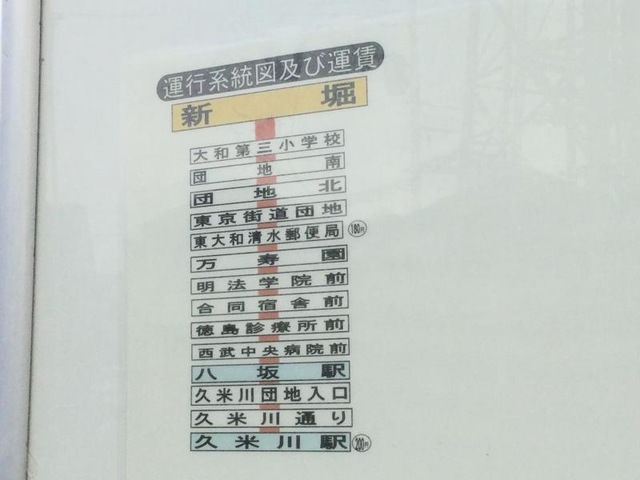 運行系統図及び運賃
新堀
大和第三小学校
団地南
団地北
東京街道団地
東大和清水郵便局 180円
万寿園
明法学院前
合同宿舎前
徳島診療所前
西武中央病院前
八坂駅
久米川団地入口
久米川通り
久米川駅 200円